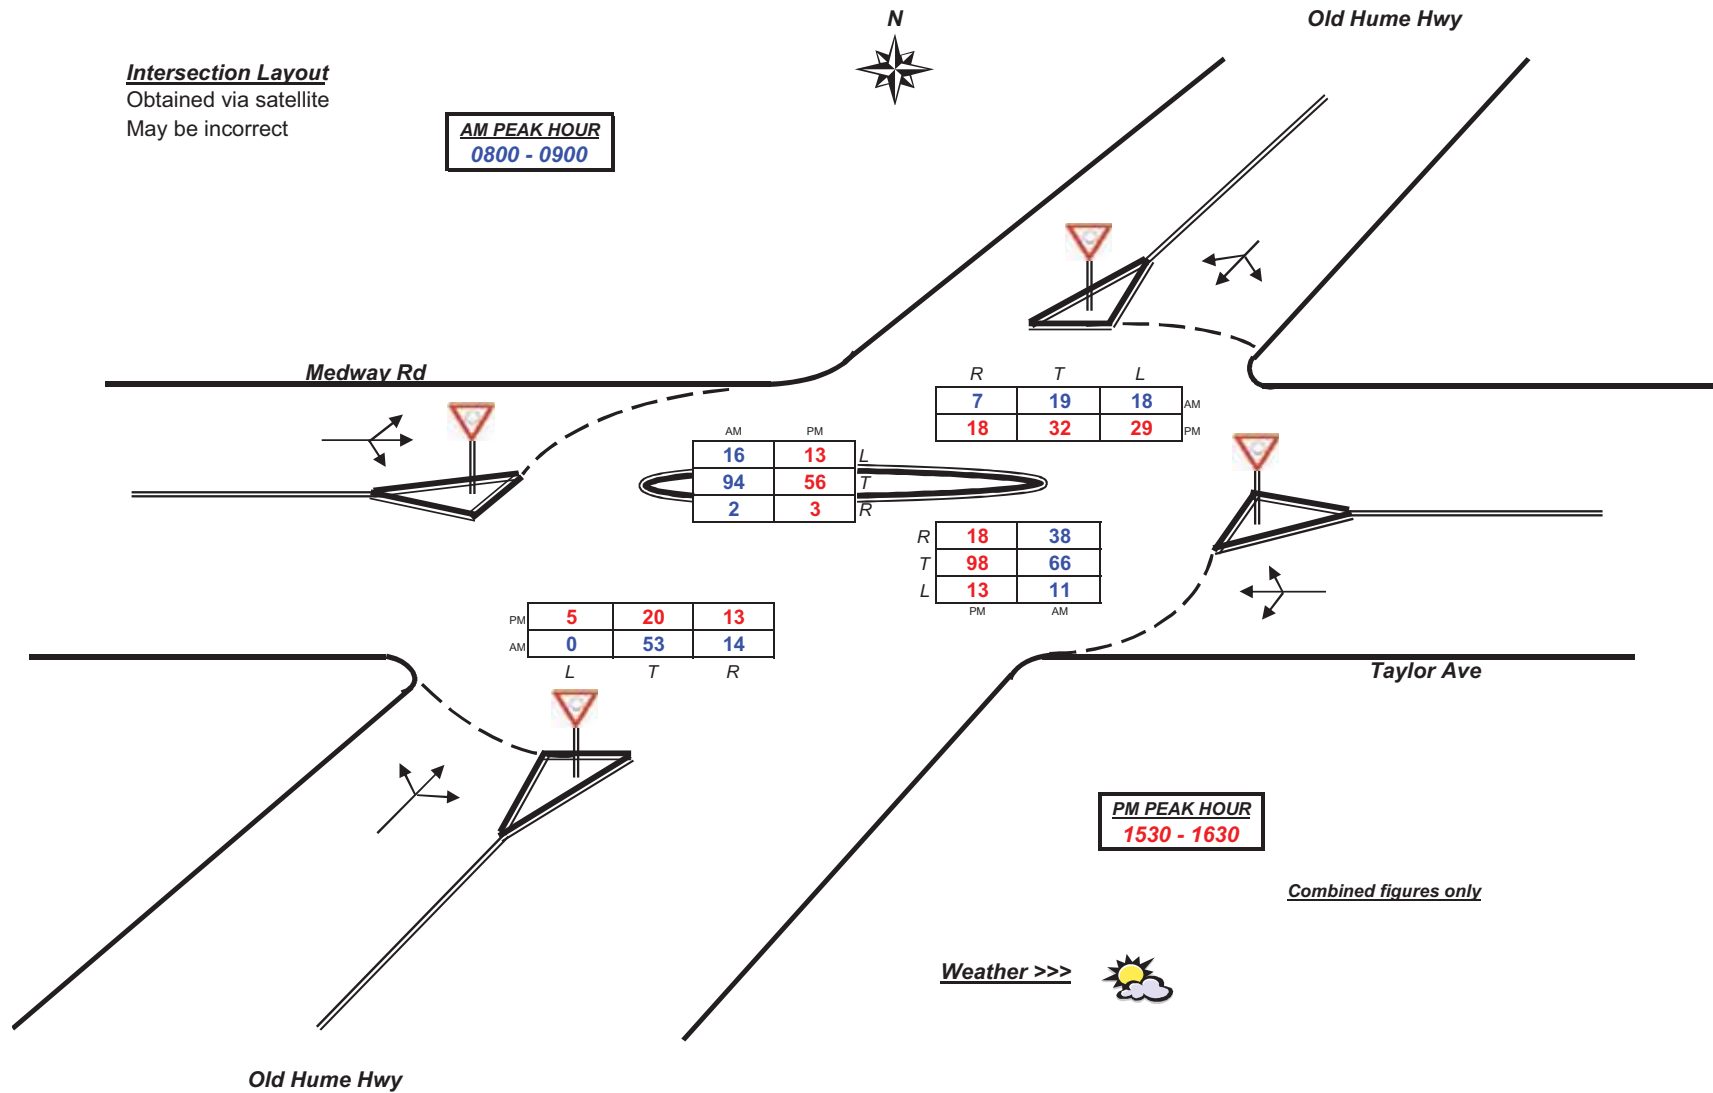 N
Old Hume Hwy
Intersection Layout
Obtained via satellite
May be incorrect
AM PEAK HOUR
0800 - 0900
Medway Rd
R T L
7 19 18 AM
18 32 29 PM
AM PM
16 13 L
94 56 T
2 3 R
R 18 38
T 98 66
L 13 11
PM AM
PM 5 20 13
AM 0 53 14
L T R
Taylor Ave
PM PEAK HOUR
1530 - 1630
Combined figures only
Weather >>>
Old Hume Hwy